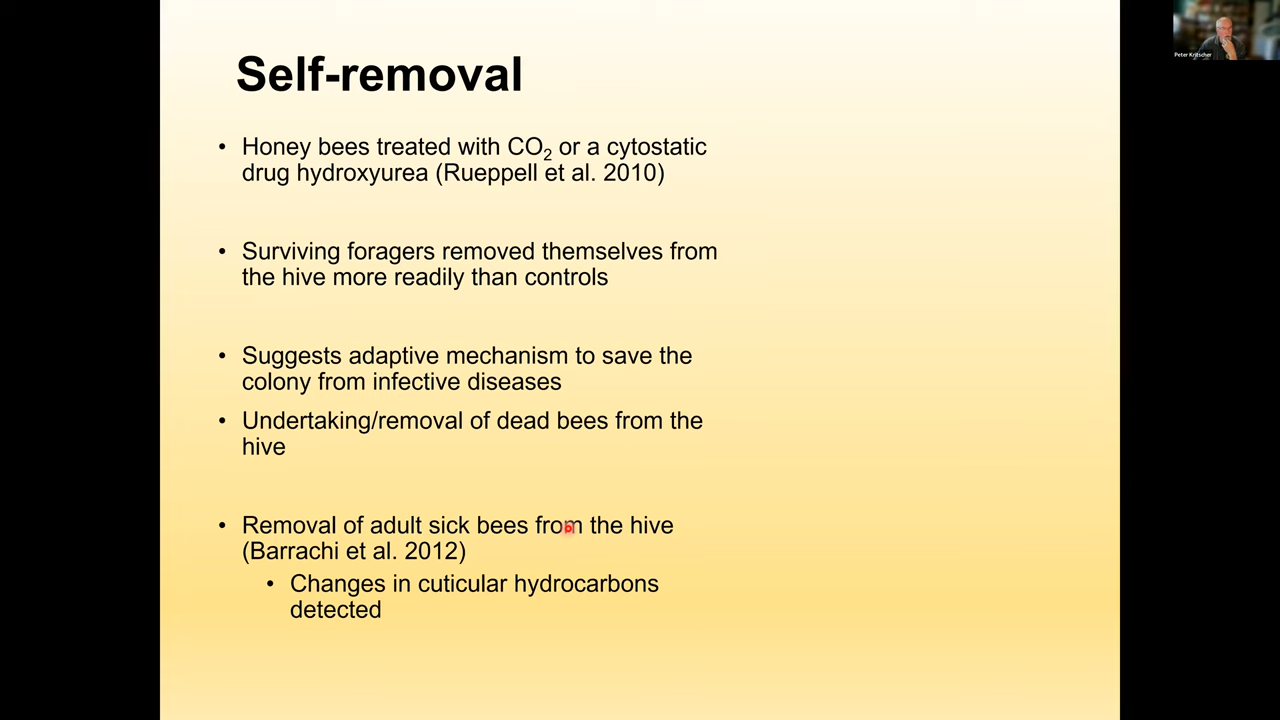 Self-removal
• Honey bees treated with CO₂ or a cytostatic
drug hydroxyurea (Rueppell et al. 2010)
• Surviving foragers removed themselves from
the hive more readily than controls
• Suggests adaptive mechanism to save the
colony from infective diseases
• Undertaking/removal of dead bees from the
hive
• Removal of adult sick bees from the hive
(Barrachi et al. 2012)
• Changes in cuticular hydrocarbons
detected
Peter Kritscher